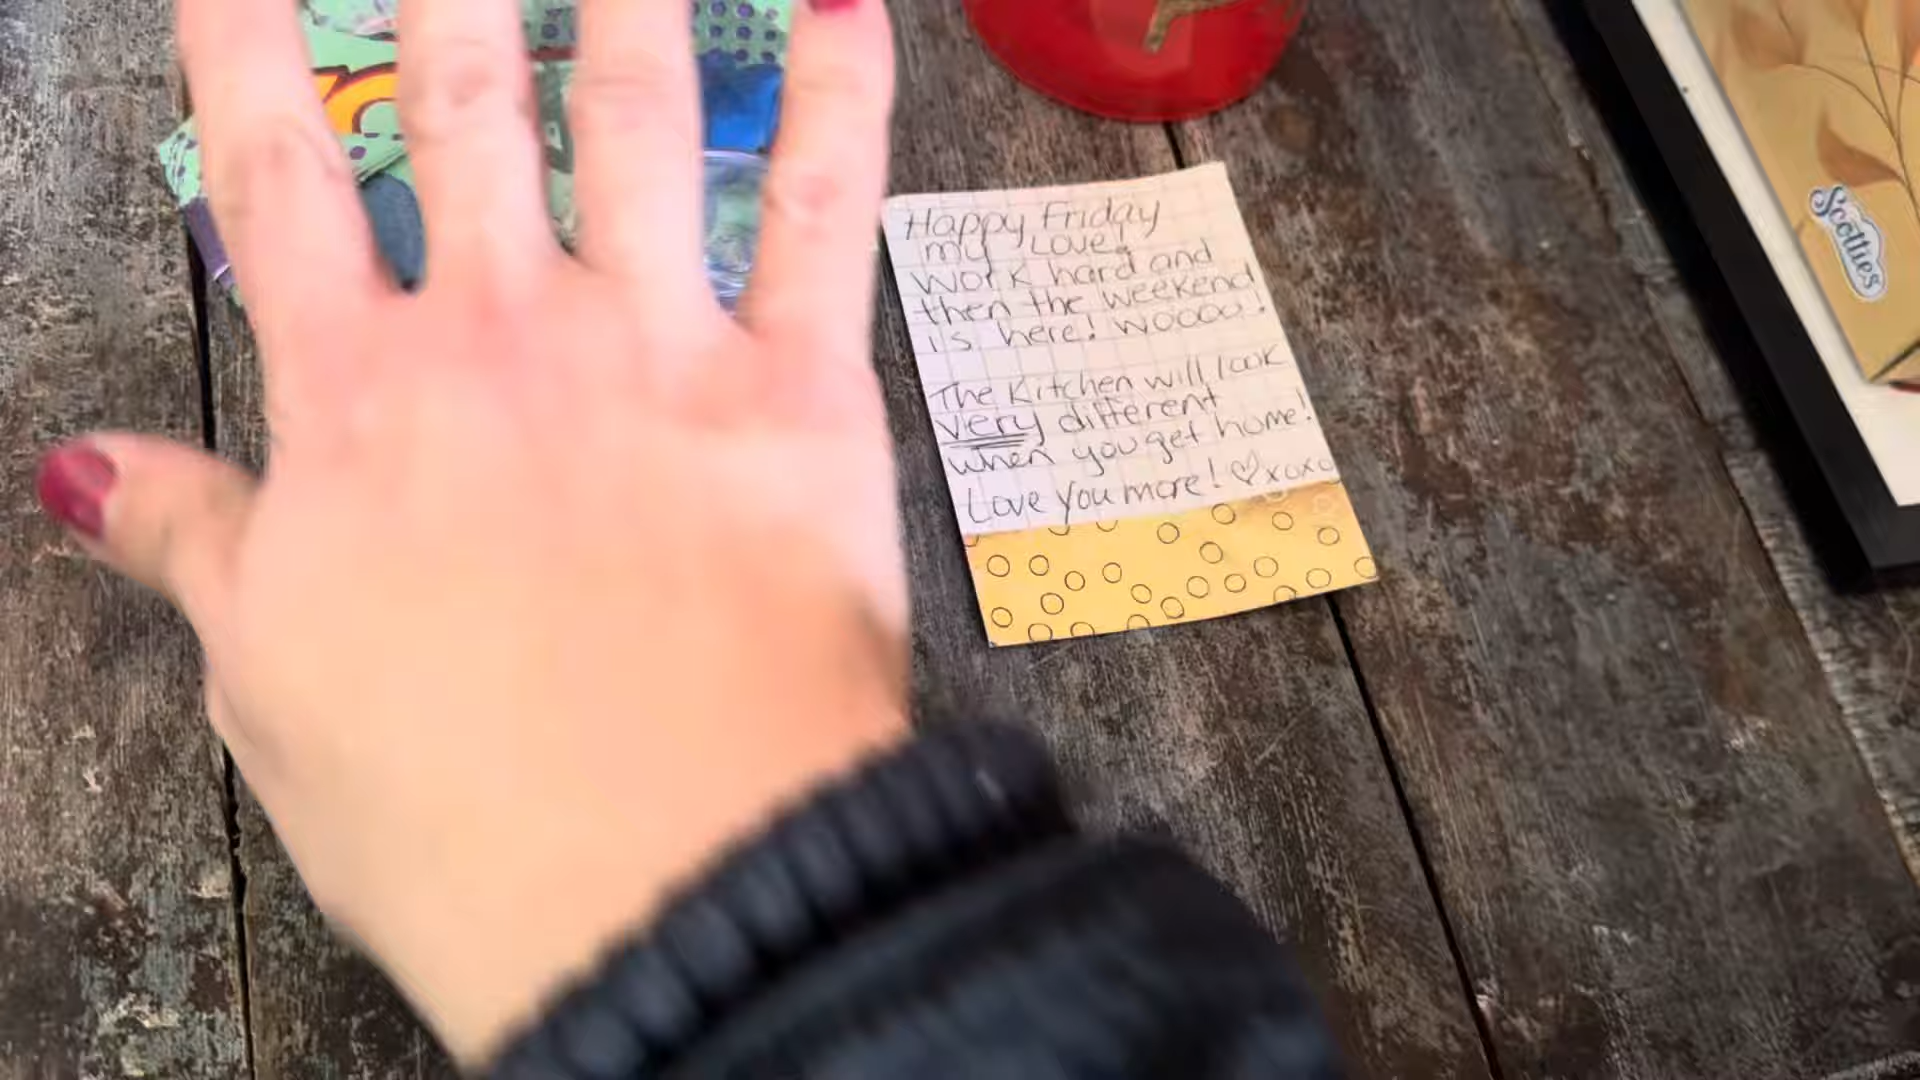 Happy Friday
my Love.
Work hard and
then the weekend
is here! Woooo!
The Kitchen will look
very different
when you get home!
Love you more! ♡xoxo
Scotties